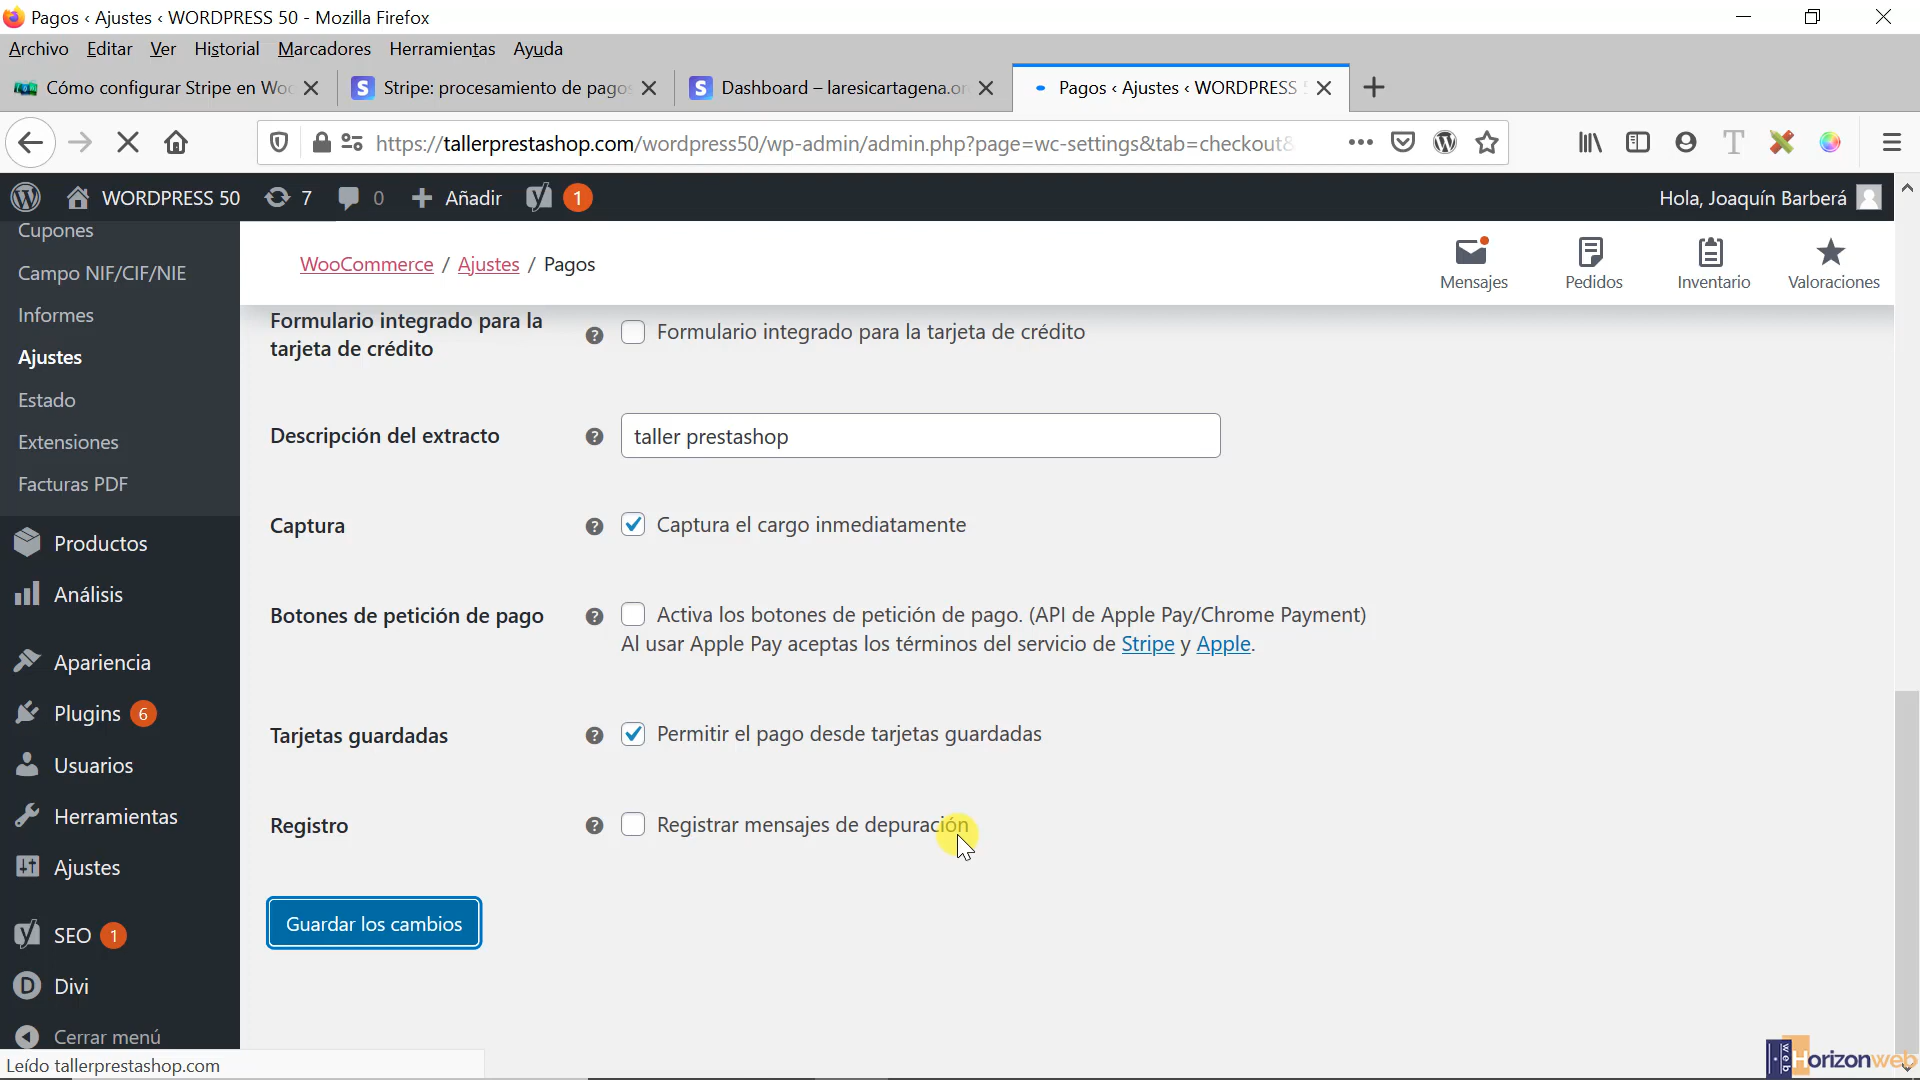 Pagos ‹ Ajustes ‹ WORDPRESS 50 - Mozilla Firefox
Archivo Editar Ver Historial Marcadores Herramientas Ayuda
Cómo configurar Stripe en Woo
Stripe: procesamiento de pagos
Dashboard – laresicartagena.or
Pagos ‹ Ajustes ‹ WORDPRESS 5
https://tallerprestashop.com/wordpress50/wp-admin/admin.php?page=wc-settings&tab=checkout&
WORDPRESS 50 7 0 Añadir 1
Hola, Joaquín Barberá
Cupones
Campo NIF/CIF/NIE
Informes
Ajustes
Estado
Extensiones
Facturas PDF
Productos
Análisis
Apariencia
Plugins 6
Usuarios
Herramientas
Ajustes
SEO 1
Divi
Cerrar menú
WooCommerce / Ajustes / Pagos
Mensajes
Pedidos
Inventario
Valoraciones
Formulario integrado para la
tarjeta de crédito
Formulario integrado para la tarjeta de crédito
Descripción del extracto
taller prestashop
Captura
Captura el cargo inmediatamente
Botones de petición de pago
Activa los botones de petición de pago. (API de Apple Pay/Chrome Payment)
Al usar Apple Pay aceptas los términos del servicio de Stripe y Apple.
Tarjetas guardadas
Permitir el pago desde tarjetas guardadas
Registro
Registrar mensajes de depuración
Guardar los cambios
Leído tallerprestashop.com
Horizonweb
web